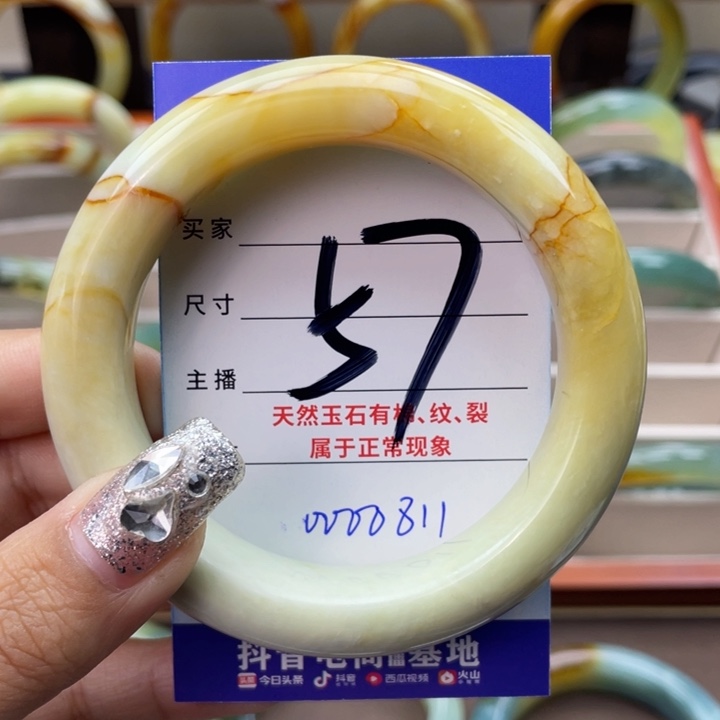 买家
57
尺寸
主播
天然玉石有棉、纹、裂
属于正常现象
0000811
抖音电商直播基地
头条 今日头条 抖音 西瓜视频 火山